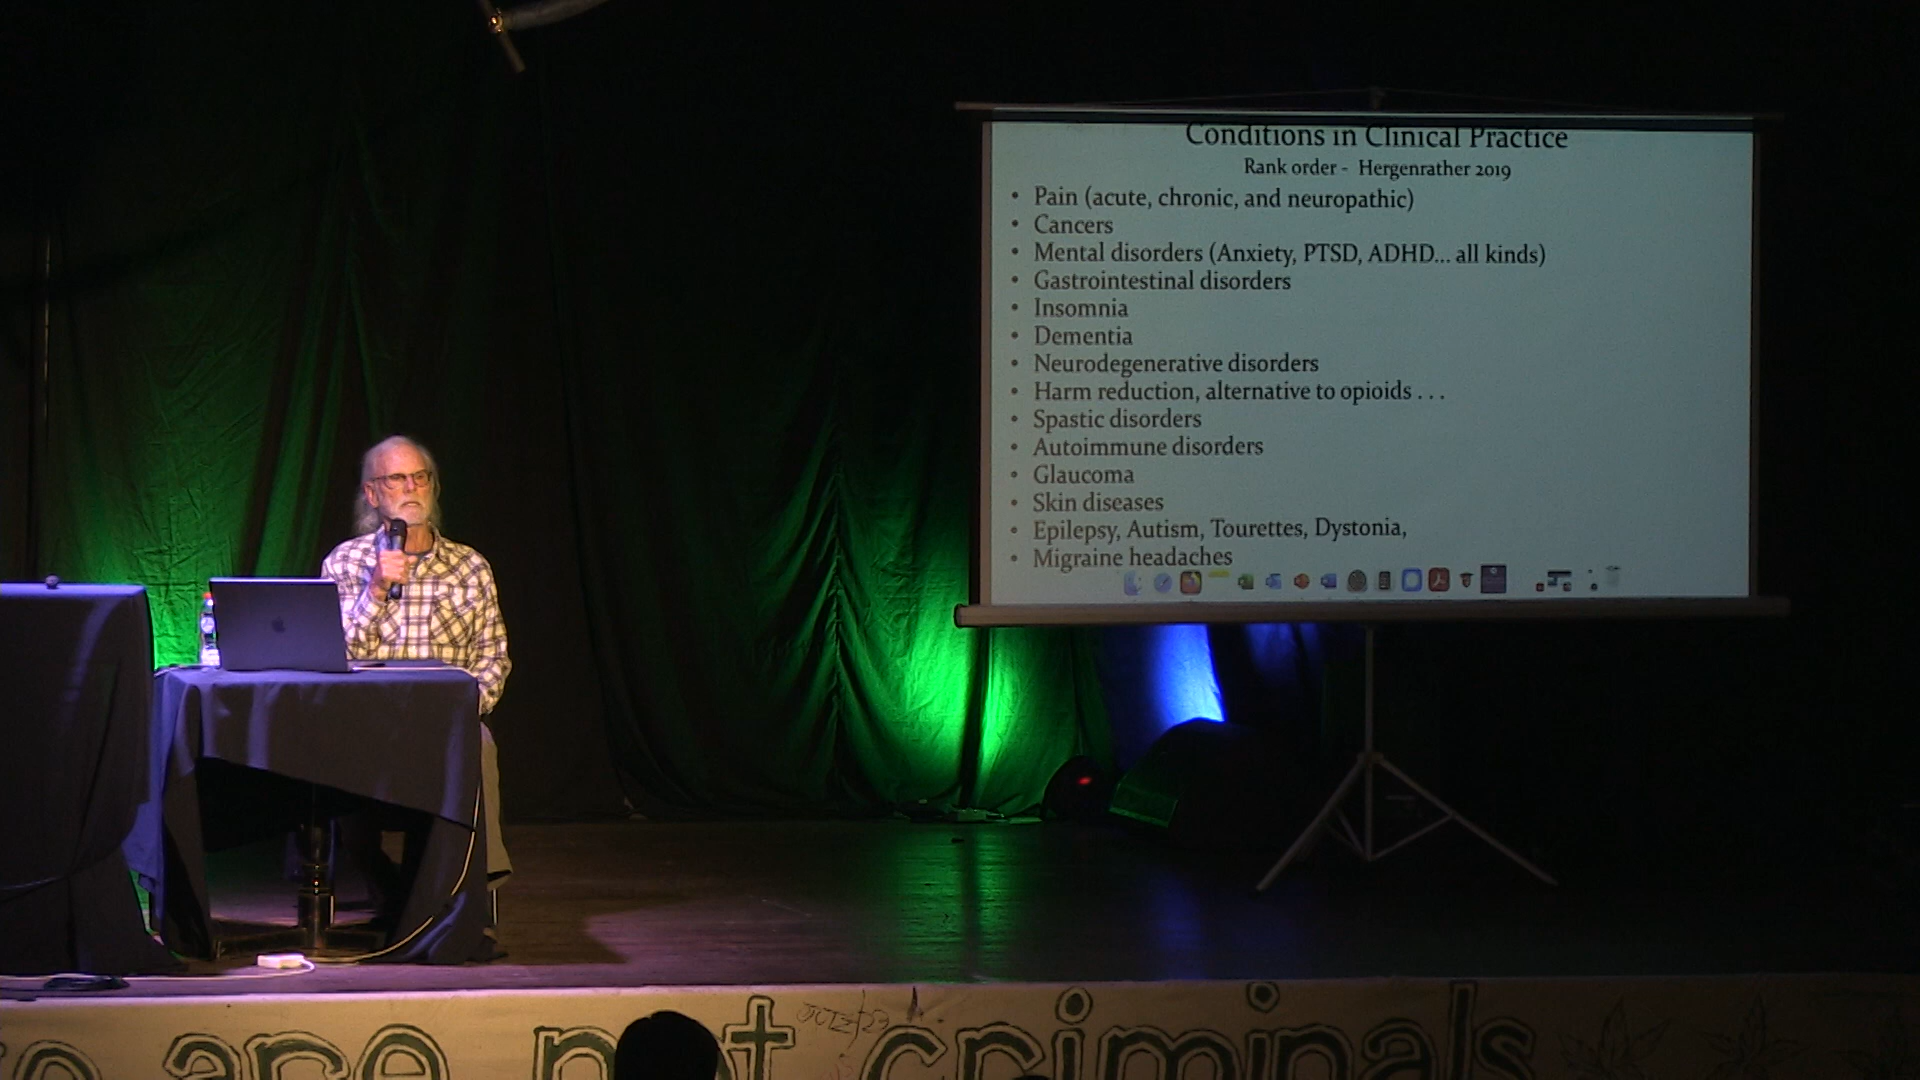 Conditions in Clinical Practice
Rank order - Hergenrather 2019
• Pain (acute, chronic, and neuropathic)
• Cancers
• Mental disorders (Anxiety, PTSD, ADHD... all kinds)
• Gastrointestinal disorders
• Insomnia
• Dementia
• Neurodegenerative disorders
• Harm reduction, alternative to opioids . . .
• Spastic disorders
• Autoimmune disorders
• Glaucoma
• Skin diseases
• Epilepsy, Autism, Tourettes, Dystonia,
• Migraine headaches
are not criminals